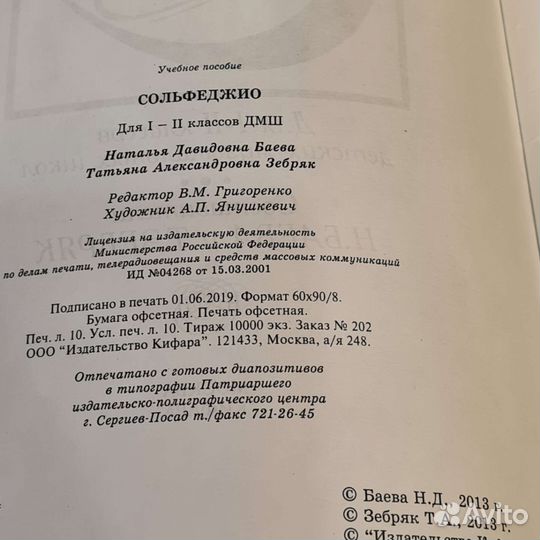 Учебное пособие
СОЛЬФЕДЖИО
Для I – II классов ДМШ
Наталья Давидовна Баева
Татьяна Александровна Зебряк
Редактор В.М. Григоренко
Художник А.П. Янушкевич
Лицензия на издательскую деятельность
Министерства Российской Федерации
по делам печати, телерадиовещания и средств массовых коммуникаций
ИД №04268 от 15.03.2001
Подписано в печать 01.06.2019. Формат 60х90/8.
Бумага офсетная. Печать офсетная.
Печ. л. 10. Усл. печ. л. 10. Тираж 10000 экз. Заказ № 202
ООО "Издательство Кифара". 121433, Москва, а/я 248.
Отпечатано с готовых диапозитивов
в типографии Патриаршего
издательско-полиграфического центра
г. Сергиев-Посад т./факс 721-26-45
© Баева Н.Д., 2013 г.
© Зебряк Т.А., 2013 г.
© "Издательство
Avito